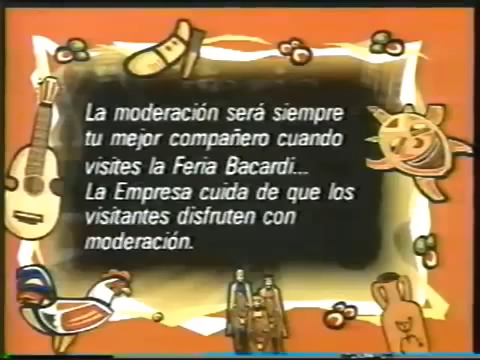 La moderación será siempre
tu mejor compañero cuando
visites la Feria Bacardi...
La Empresa cuida de que los
visitantes disfruten con
moderación.